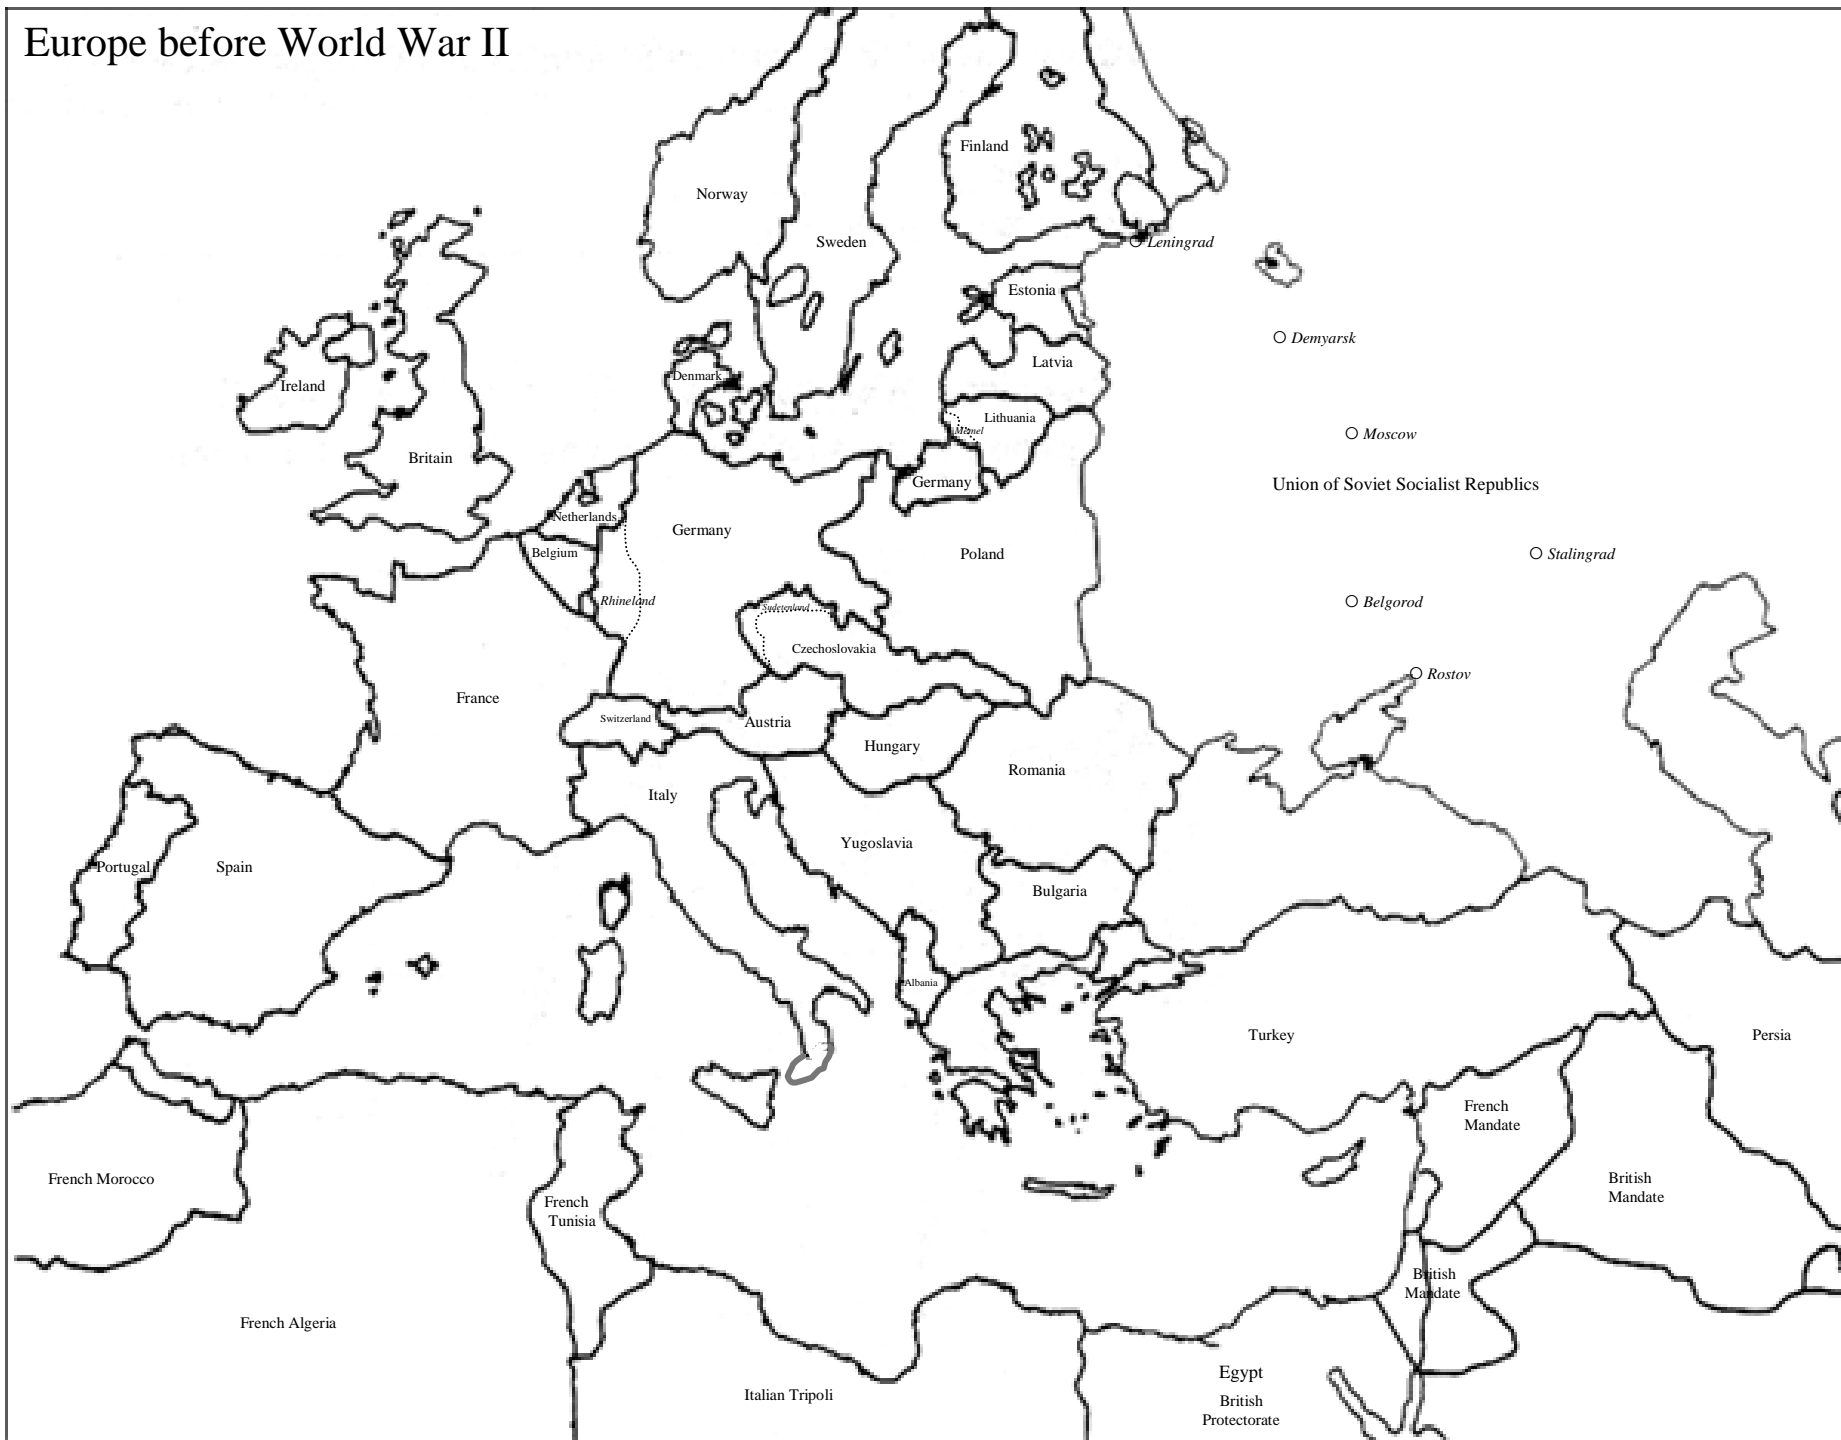 Europe before World War II
Finland
Norway
Sweden
Leningrad
Estonia
Demyarsk
Latvia
Denmark
Ireland
Lithuania
Memel
Moscow
Britain
Germany
Union of Soviet Socialist Republics
Netherlands
Germany
Belgium
Poland
Stalingrad
Rhineland
Sudetenland
Belgorod
Czechoslovakia
Rostov
France
Switzerland
Austria
Hungary
Romania
Italy
Yugoslavia
Portugal
Spain
Bulgaria
Albania
Turkey
Persia
French
Mandate
French Morocco
British
Mandate
French
Tunisia
British
Mandate
French Algeria
Egypt
Italian Tripoli
British
Protectorate